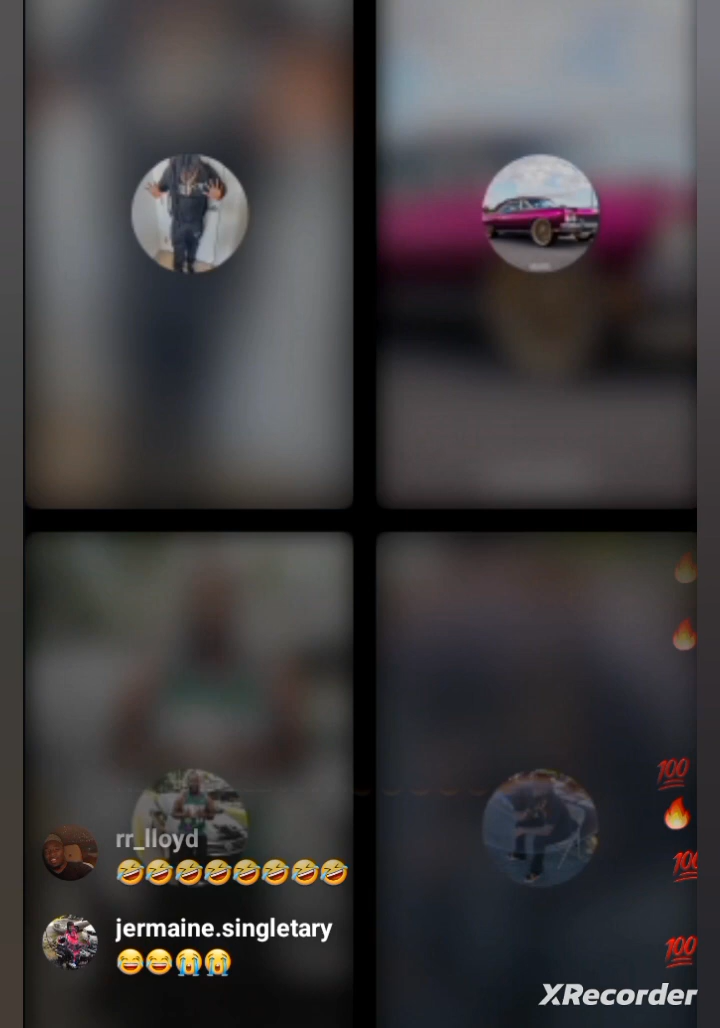 rr_lloyd
🤣🤣🤣🤣🤣🤣🤣🤣
jermaine.singletary
😂😂😭😭
💯
💯
💯
XRecorder